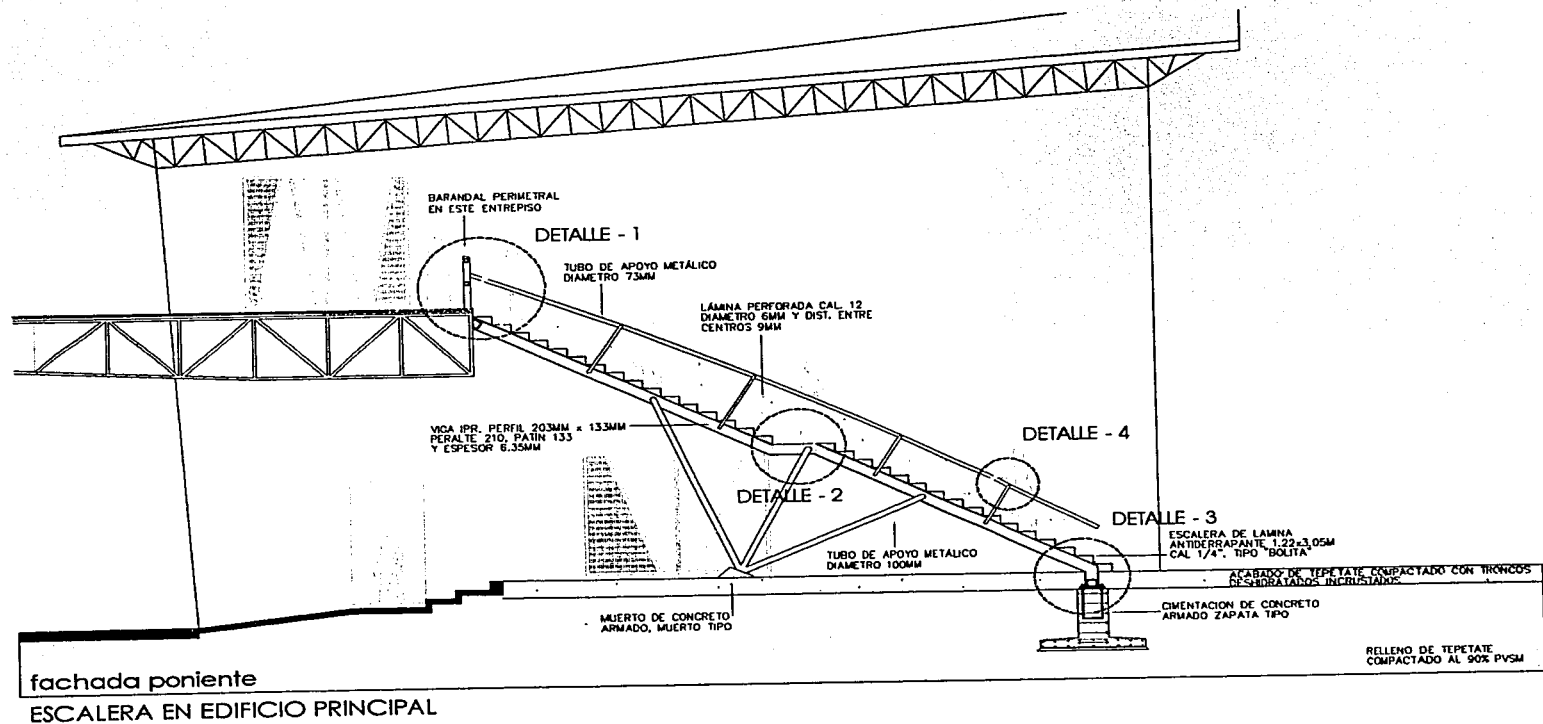 BARANDAL PERIMETRAL
EN ESTE ENTREPISO
DETALLE - 1
TUBO DE APOYO METÁLICO
DIAMETRO 73MM
LÁMINA PERFORADA CAL. 12
DIAMETRO 6MM Y DIST. ENTRE
CENTROS 9MM
VIGA IPR. PERFIL 203MM x 133MM
PERALTE 210, PATÍN 133
Y ESPESOR 6.35MM
DETALLE - 4
DETALLE - 2
DETALLE - 3
TUBO DE APOYO METÁLICO
DIAMETRO 100MM
ESCALERA DE LAMINA
ANTIDERRAPANTE 1.22x3,05M
CAL 1/4", TIPO "BOLITA"
ACABADO DE TEPETATE COMPACTADO CON TRONCOS
DESHIDRATADOS INCRUSTADOS
MUERTO DE CONCRETO
ARMADO, MUERTO TIPO
CIMENTACION DE CONCRETO
ARMADO ZAPATA TIPO
RELLENO DE TEPETATE
COMPACTADO AL 90% PVSM
fachada poniente
ESCALERA EN EDIFICIO PRINCIPAL